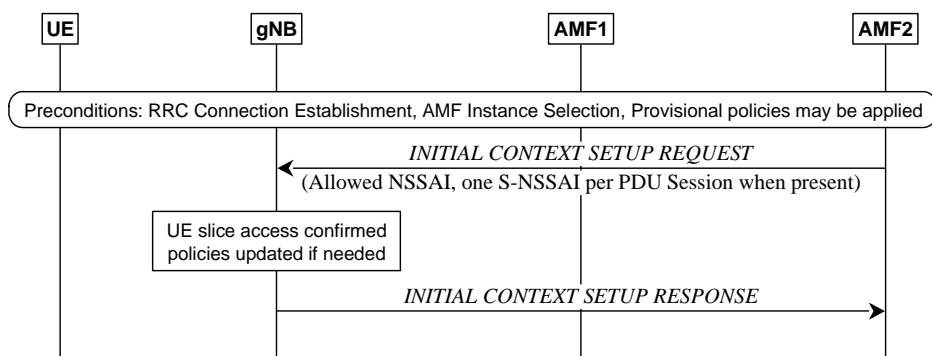 UE gNB AMF1 AMF2
Preconditions: RRC Connection Establishment, AMF Instance Selection, Provisional policies may be applied
INITIAL CONTEXT SETUP REQUEST
(Allowed NSSAI, one S-NSSAI per PDU Session when present)
UE slice access confirmed
policies updated if needed
INITIAL CONTEXT SETUP RESPONSE